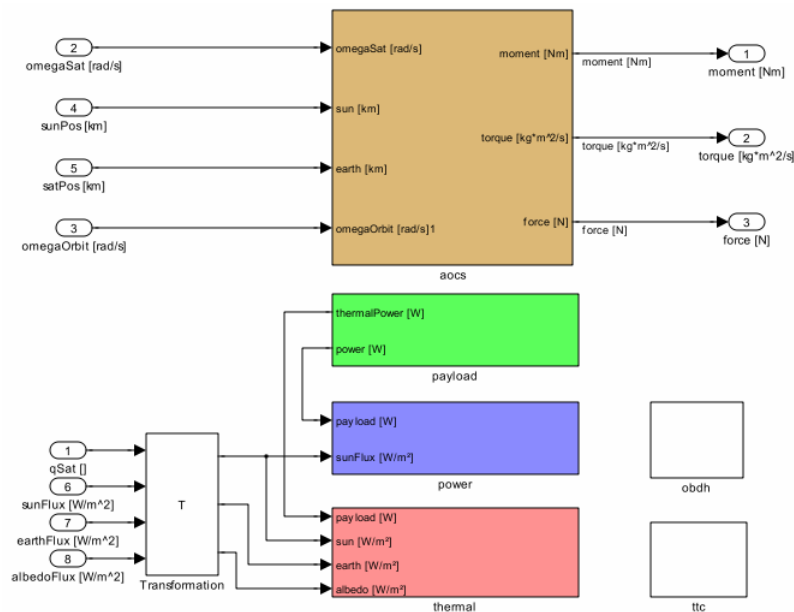 2
omegaSat [rad/s]
4
sunPos [km]
5
satPos [km]
3
omegaOrbit [rad/s]
omegaSat [rad/s]
sun [km]
earth [km]
omegaOrbit [rad/s]1
moment [Nm]
torque [kg*m^2/s]
force [N]
aocs
moment [Nm]
torque [kg*m^2/s]
force [N]
1
moment [Nm]
2
torque [kg*m^2/s]
3
force [N]
thermalPower [W]
power [W]
payload
payload [W]
sunFlux [W/m²]
power
obdh
1
qSat []
6
sunFlux [W/m^2]
7
earthFlux [W/m^2]
8
albedoFlux [W/m^2]
T
Transformation
payload [W]
sun [W/m²]
earth [W/m²]
albedo [W/m²]
thermal
ttc